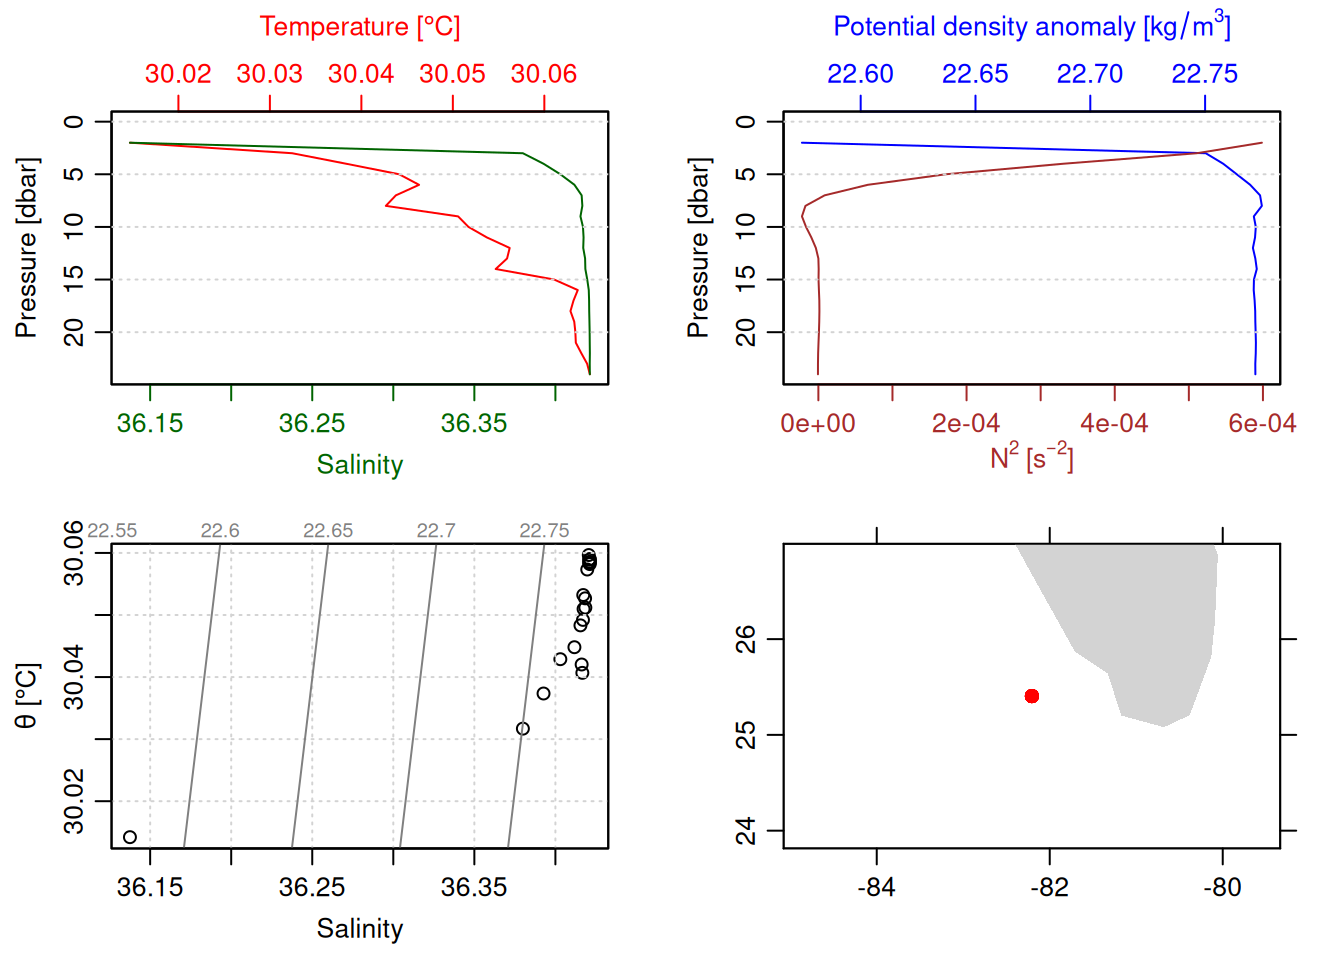 Temperature [°C]
30.02 30.03 30.04 30.05 30.06
0
5
10
15
20
Pressure [dbar]
36.15 36.25 36.35
Salinity
Potential density anomaly [kg/m³]
22.60 22.65 22.70 22.75
0
5
10
15
20
Pressure [dbar]
0e+00 2e-04 4e-04 6e-04
N² [s⁻²]
22.55 22.6 22.65 22.7 22.75
30.06
30.04
30.02
θ [°C]
36.15 36.25 36.35
Salinity
26
25
24
-84 -82 -80